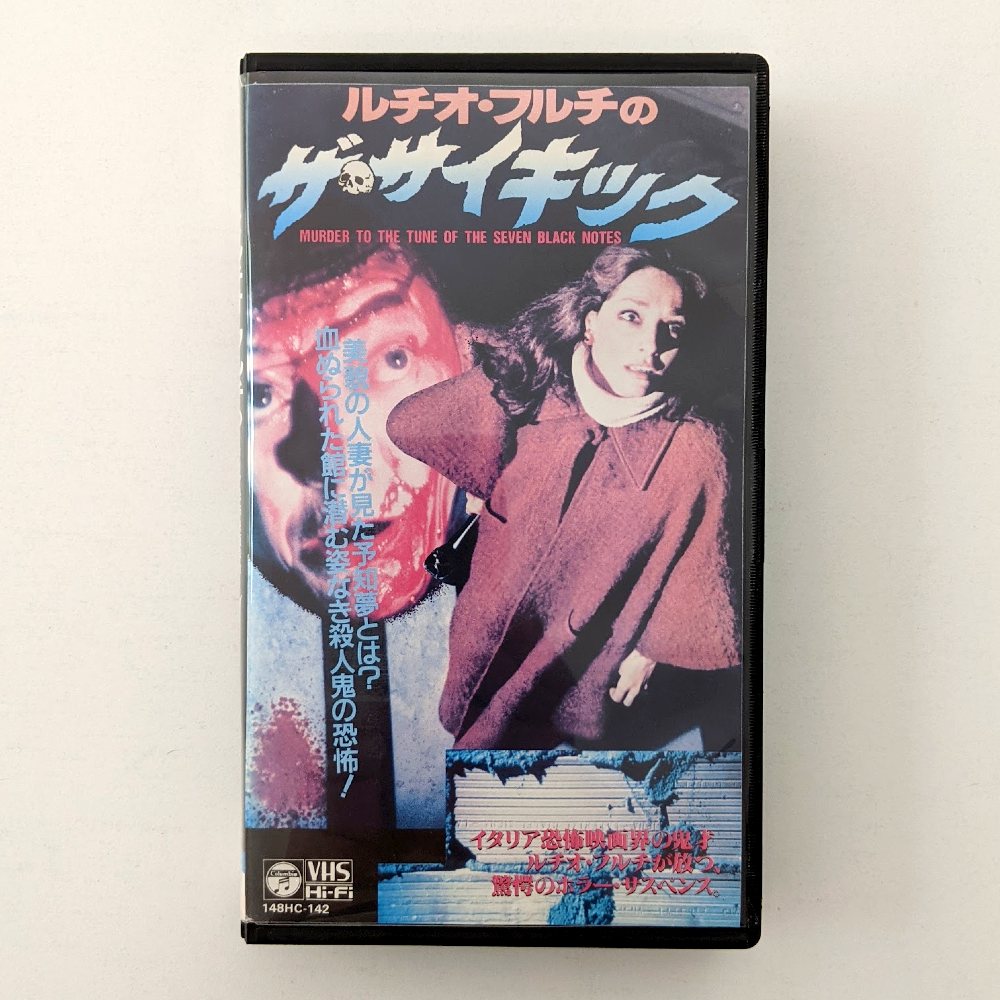 ルチオ・フルチの
ザ・サイキック
MURDER TO THE TUNE OF THE SEVEN BLACK NOTES
美貌の人妻が見た予知夢とは?
血ぬられた館に潜む姿なき殺人鬼の恐怖!
イタリア恐怖映画界の鬼才
ルチオ・フルチが放つ、
驚愕のホラー・サスペンス。
Columbia
VHS
Hi-Fi
148HC-142